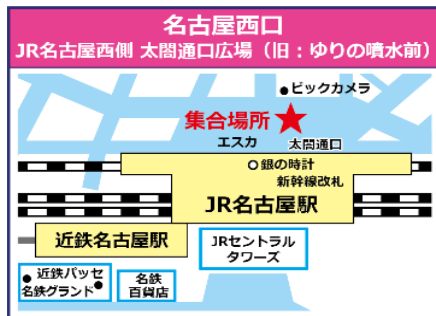 名古屋西口
JR名古屋西側 太閤通口広場（旧：ゆりの噴水前）
ビックカメラ
集合場所
エスカ
太閤通口
銀の時計
新幹線改札
JR名古屋駅
近鉄名古屋駅
JRセントラル
タワーズ
近鉄パッセ
名鉄グランド
名鉄
百貨店